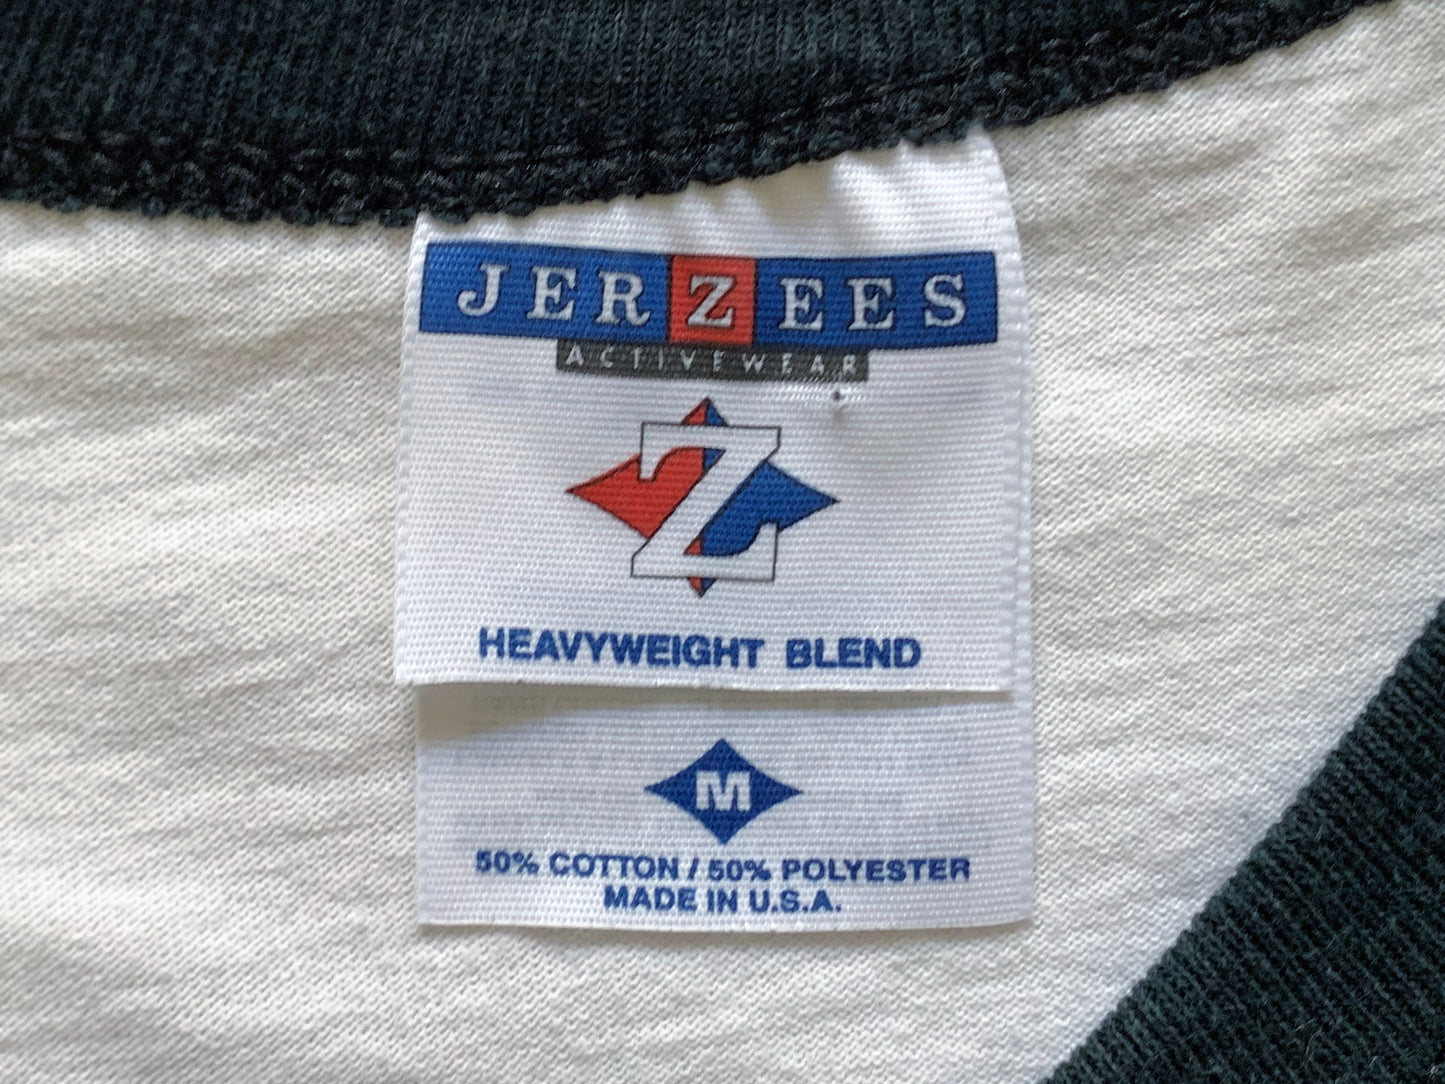 JERZEES
ACTIVEWEAR
Z
HEAVYWEIGHT BLEND
M
50% COTTON / 50% POLYESTER
MADE IN U.S.A.